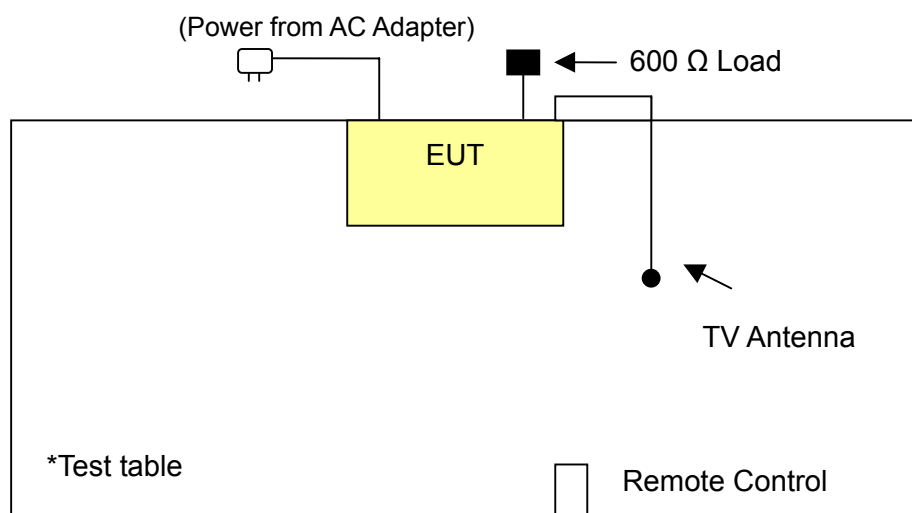 (Power from AC Adapter)
600 Ω Load
EUT
TV Antenna
*Test table
Remote Control